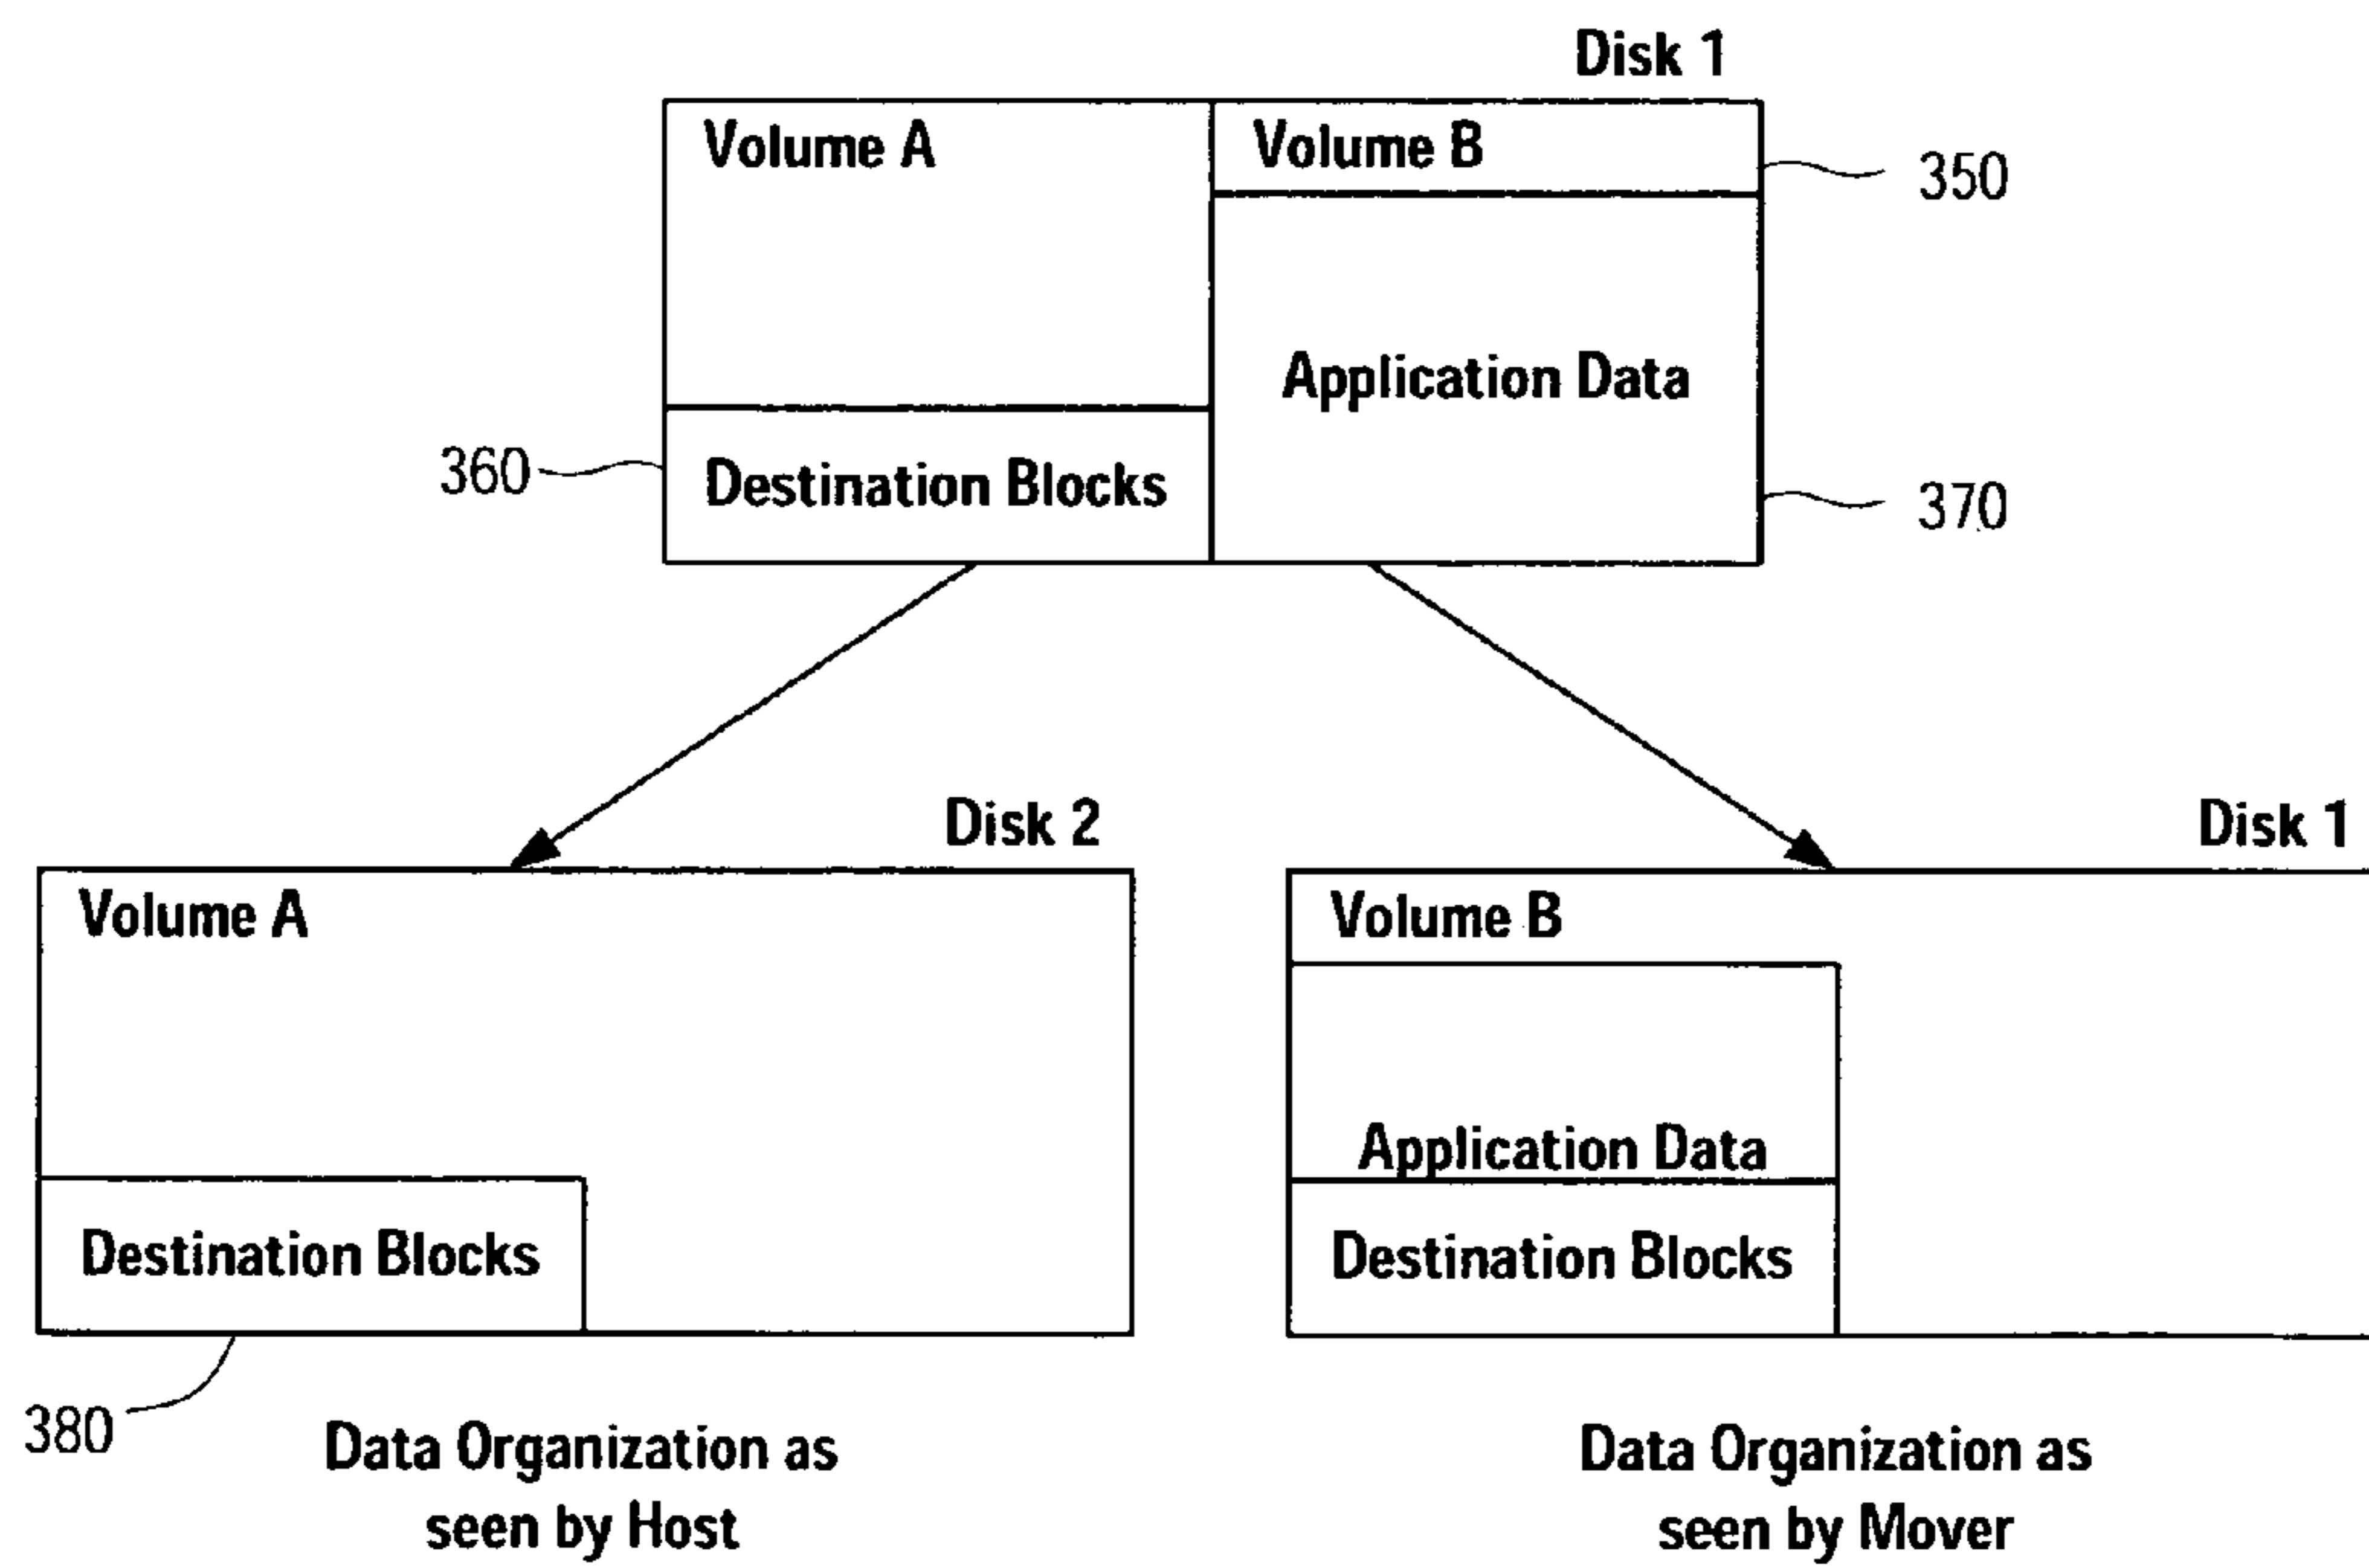 Disk 1
Volume A
Volume B
350
Application Data
360
Destination Blocks
370
Disk 2
Disk 1
Volume A
Volume B
Application Data
Destination Blocks
Destination Blocks
380
Data Organization as
seen by Host
Data Organization as
seen by Mover